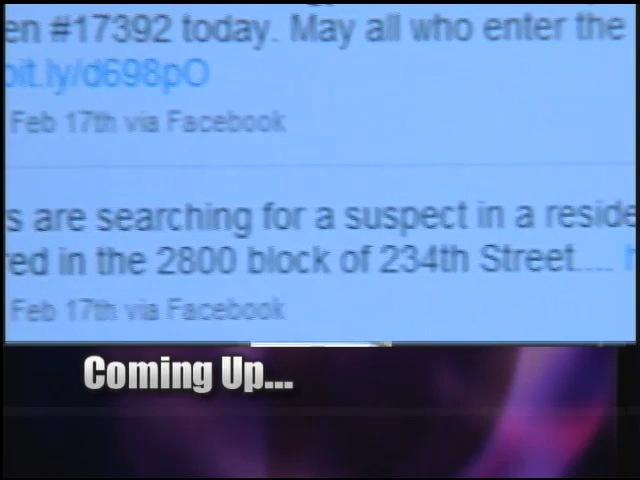 en #17392 today. May all who enter the
bit.ly/d698pO
Feb 17th via Facebook
s are searching for a suspect in a reside
red in the 2800 block of 234th Street....
Feb 17th via Facebook
Coming Up...